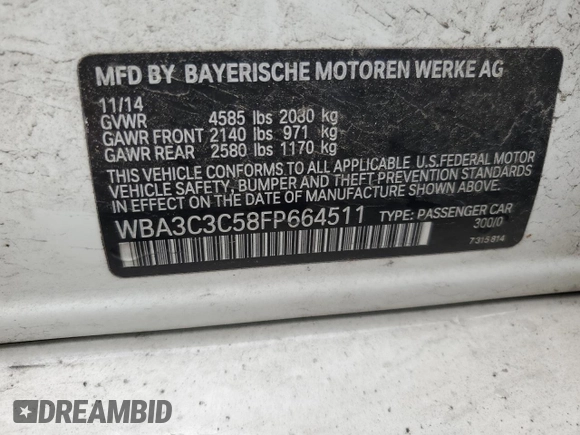 MFD BY BAYERISCHE MOTOREN WERKE AG
11/14
GVWR 4585 lbs 2080 kg
GAWR FRONT 2140 lbs 971 kg
GAWR REAR 2580 lbs 1170 kg
THIS VEHICLE CONFORMS TO ALL APPLICABLE U.S.FEDERAL MOTOR
VEHICLE SAFETY, BUMPER AND THEFT PREVENTION STANDARDS
IN EFFECT ON THE DATE OF MANUFACTURE SHOWN ABOVE.
WBA3C3C58FP664511 TYPE: PASSENGER CAR
300/0
7315814
DREAMBID